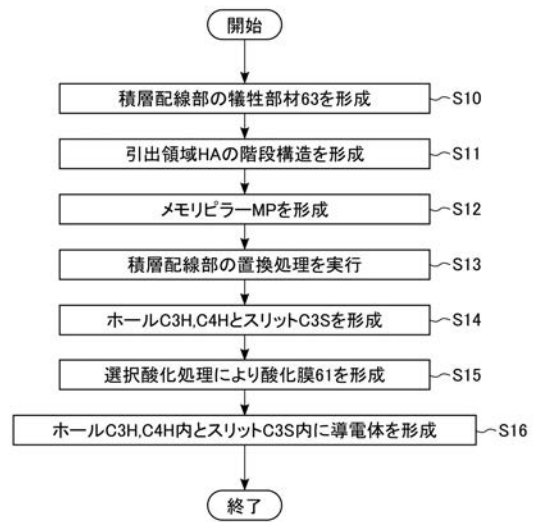 開始
積層配線部の犠牲部材63を形成 S10
引出領域HAの階段構造を形成 S11
メモリピラーMPを形成 S12
積層配線部の置換処理を実行 S13
ホールC3H,C4HとスリットC3Sを形成 S14
選択酸化処理により酸化膜61を形成 S15
ホールC3H,C4H内とスリットC3S内に導電体を形成 S16
終了